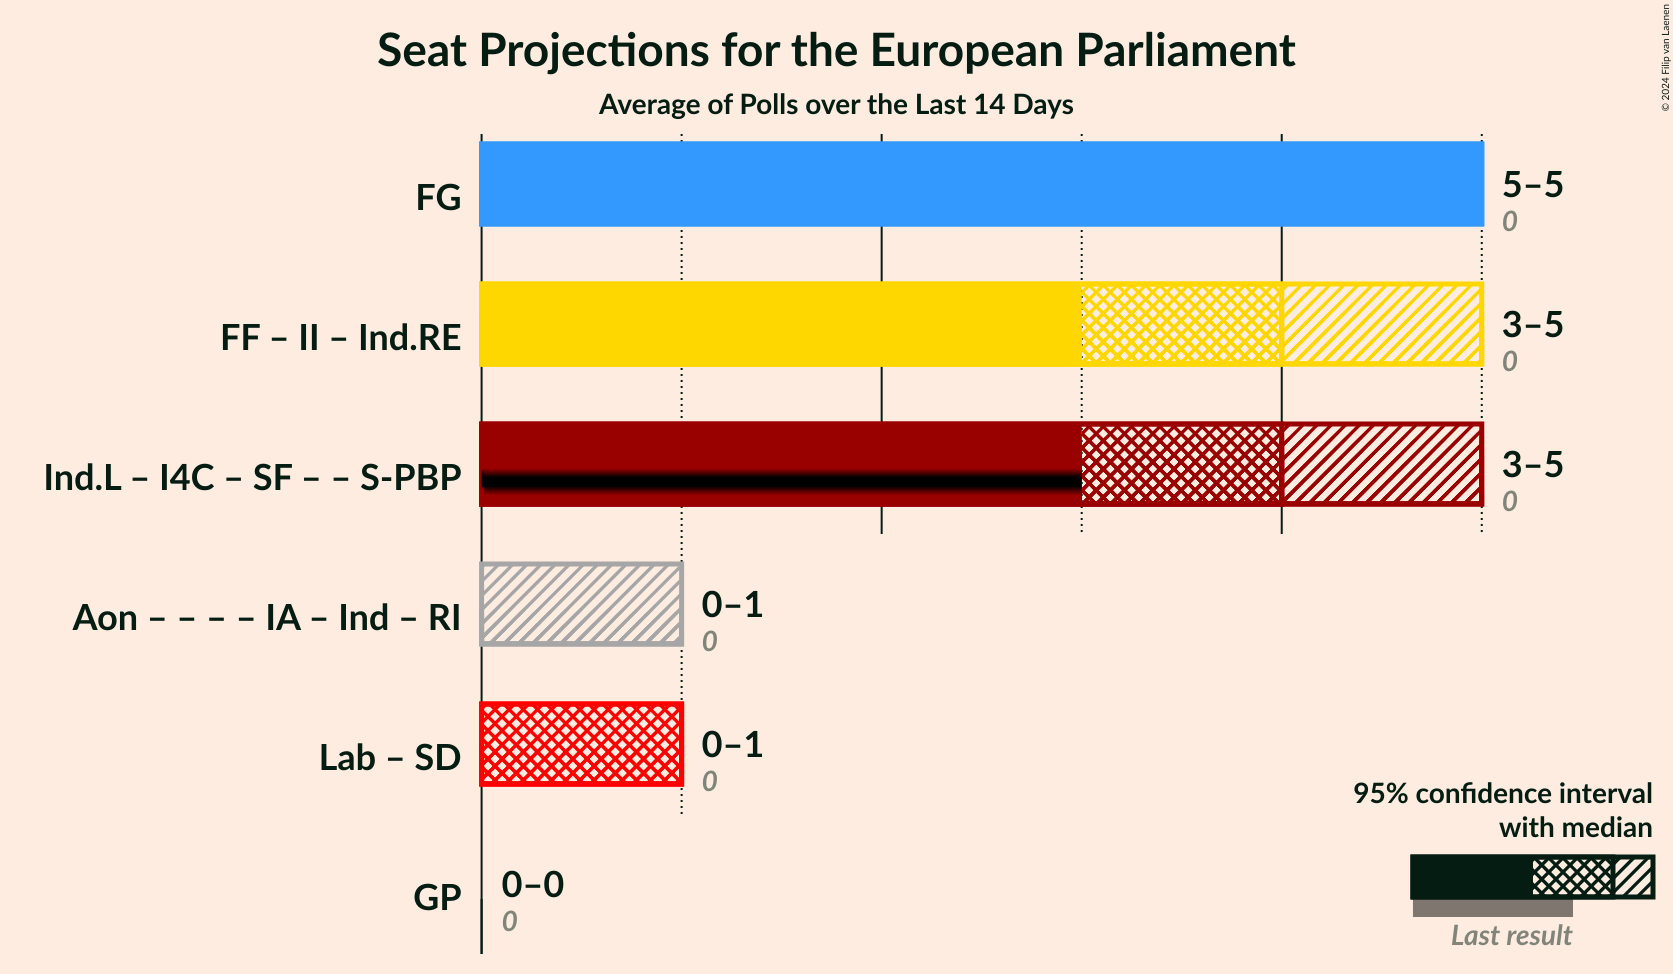 Seat Projections for the European Parliament
Average of Polls over the Last 14 Days
© 2024 Filip van Laenen
FG
5–5
0
FF – II – Ind.RE
3–5
0
Ind.L – I4C – SF – – S-PBP
3–5
0
Aon – – – – IA – Ind – RI
0–1
0
Lab – SD
0–1
0
GP
0–0
0
95% confidence interval
with median
Last result